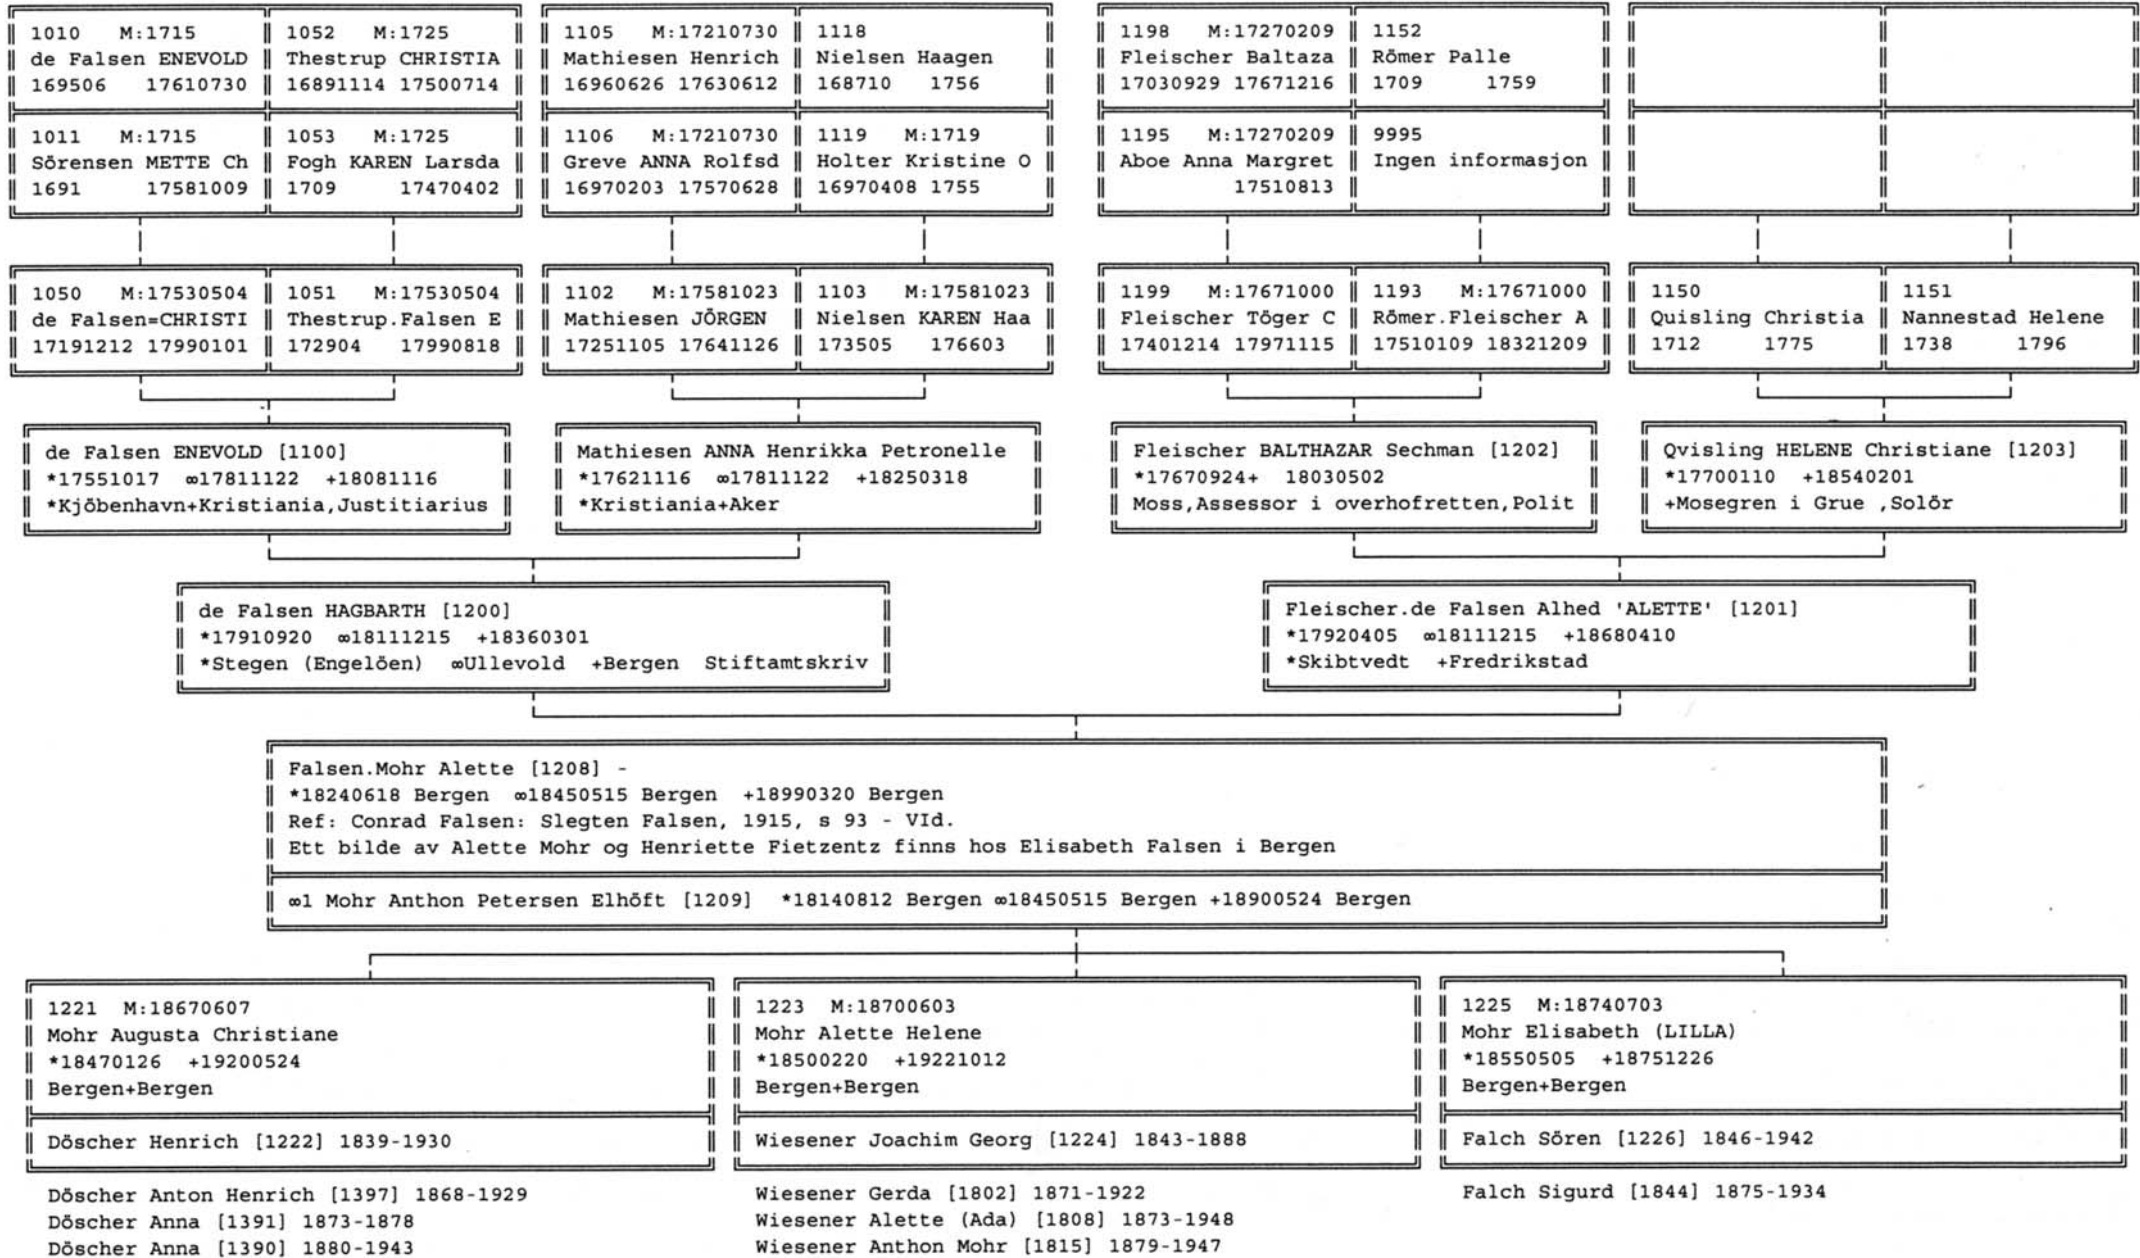 1010 M:1715
de Falsen ENEVOLD
169506 17610730
1052 M:1725
Thestrup CHRISTIA
16891114 17500714
1105 M:17210730
Mathiesen Henrich
16960626 17630612
1118
Nielsen Haagen
168710 1756
1198 M:17270209
Fleischer Baltaza
17030929 17671216
1152
Römer Palle
1709 1759
1011 M:1715
Sörensen METTE Ch
1691 17581009
1053 M:1725
Fogh KAREN Larsda
1709 17470402
1106 M:17210730
Greve ANNA Rolfsd
16970203 17570628
1119 M:1719
Holter Kristine O
16970408 1755
1195 M:17270209
Aboe Anna Margret
17510813
9995
Ingen informasjon
1050 M:17530504
de Falsen=CHRISTI
17191212 17990101
1051 M:17530504
Thestrup.Falsen E
172904 17990818
1102 M:17581023
Mathiesen JÖRGEN
17251105 17641126
1103 M:17581023
Nielsen KAREN Haa
173505 176603
1199 M:17671000
Fleischer Töger C
17401214 17971115
1193 M:17671000
Römer.Fleischer A
17510109 18321209
1150
Quisling Christia
1712 1775
1151
Nannestad Helene
1738 1796
de Falsen ENEVOLD [1100]
*17551017 ∞17811122 +18081116
*Kjöbenhavn+Kristiania,Justitiarius
Mathiesen ANNA Henrikka Petronelle
*17621116 ∞17811122 +18250318
*Kristiania+Aker
Fleischer BALTHAZAR Sechman [1202]
*17670924+ 18030502
Moss,Assessor i overhofretten,Polit
Qvisling HELENE Christiane [1203]
*17700110 +18540201
+Mosegren i Grue ,Solör
de Falsen HAGBARTH [1200]
*17910920 ∞18111215 +18360301
*Stegen (Engelöen) ∞Ullevold +Bergen Stiftamtskriv
Fleischer.de Falsen Alhed 'ALETTE' [1201]
*17920405 ∞18111215 +18680410
*Skibtvedt +Fredrikstad
Falsen.Mohr Alette [1208] -
*18240618 Bergen ∞18450515 Bergen +18990320 Bergen
Ref: Conrad Falsen: Slegten Falsen, 1915, s 93 - VId.
Ett bilde av Alette Mohr og Henriette Fietzentz finns hos Elisabeth Falsen i Bergen
∞1 Mohr Anthon Petersen Elhöft [1209] *18140812 Bergen ∞18450515 Bergen +18900524 Bergen
1221 M:18670607
Mohr Augusta Christiane
*18470126 +19200524
Bergen+Bergen
Döscher Henrich [1222] 1839-1930
Döscher Anton Henrich [1397] 1868-1929
Döscher Anna [1391] 1873-1878
Döscher Anna [1390] 1880-1943
1223 M:18700603
Mohr Alette Helene
*18500220 +19221012
Bergen+Bergen
Wiesener Joachim Georg [1224] 1843-1888
Wiesener Gerda [1802] 1871-1922
Wiesener Alette (Ada) [1808] 1873-1948
Wiesener Anthon Mohr [1815] 1879-1947
1225 M:18740703
Mohr Elisabeth (LILLA)
*18550505 +18751226
Bergen+Bergen
Falch Sören [1226] 1846-1942
Falch Sigurd [1844] 1875-1934